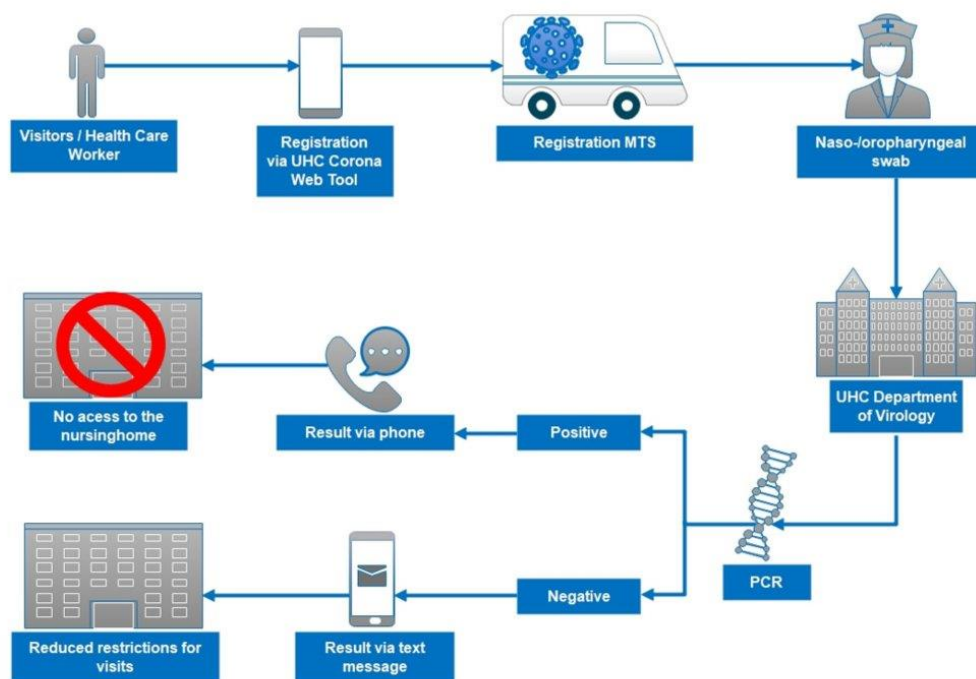 Visitors / Health Care
Worker
Registration
via UHC Corona
Web Tool
Registration MTS
Naso-/oropharyngeal
swab
UHC Department
of Virology
PCR
Positive
Result via phone
No acess to the
nursinghome
Negative
Result via text
message
Reduced restrictions for
visits